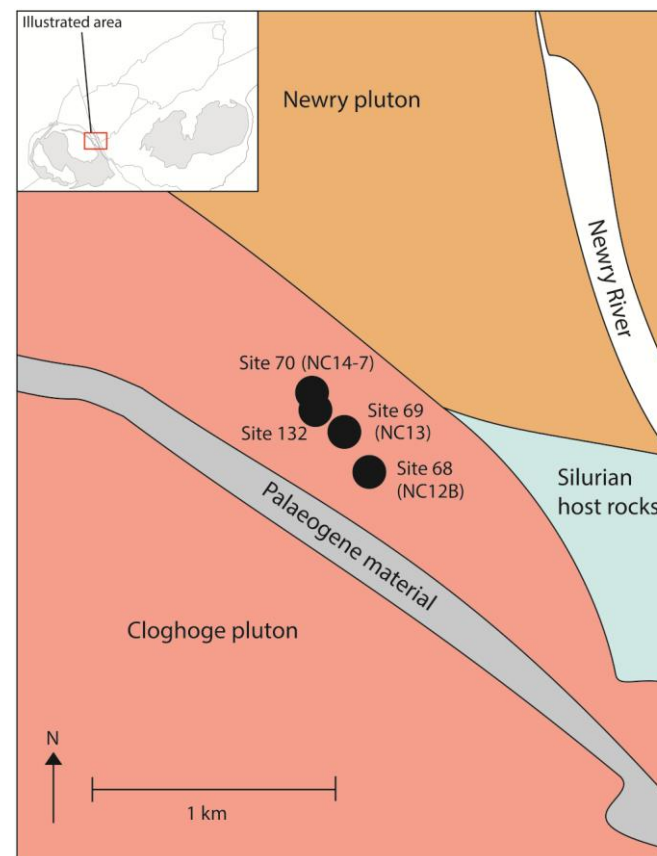 Illustrated area
Newry pluton
Newry River
Site 70 (NC14-7)
Site 69
(NC13)
Site 132
Site 68
(NC12B)
Silurian
host rocks
Palaeogene material
Cloghoge pluton
N
1 km